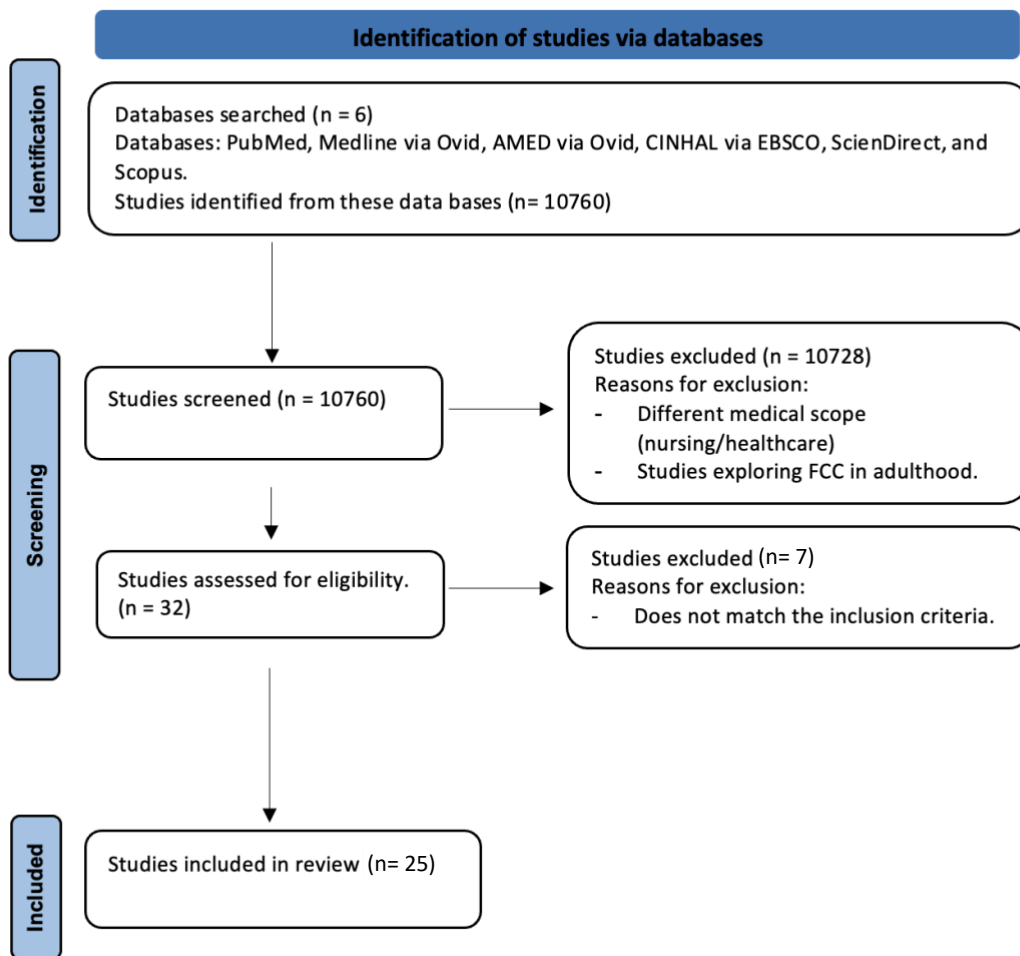 Identification of studies via databases
Identification
Databases searched (n = 6)
Databases: PubMed, Medline via Ovid, AMED via Ovid, CINHAL via EBSCO, ScienDirect, and
Scopus.
Studies identified from these data bases (n= 10760)
Screening
Studies screened (n = 10760)
Studies excluded (n = 10728)
Reasons for exclusion:
- Different medical scope
(nursing/healthcare)
- Studies exploring FCC in adulthood.
Studies assessed for eligibility.
(n = 32)
Studies excluded (n= 7)
Reasons for exclusion:
- Does not match the inclusion criteria.
Included
Studies included in review (n= 25)